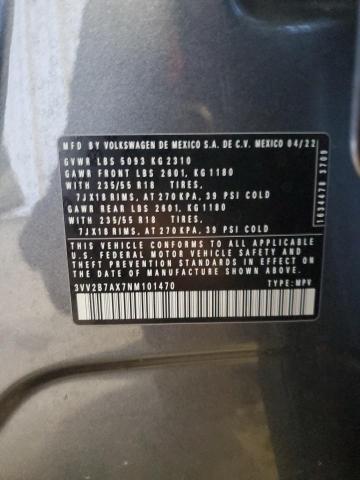 MFD BY VOLKSWAGEN DE MEXICO S.A. DE C.V. MEXICO 04/22
GVWR LBS 5093 KG 2310
GAWR FRONT LBS 2601, KG 1180
WITH 235/55 R18 TIRES,
7JX18 RIMS, AT 270 KPA, 39 PSI COLD
GAWR REAR LBS 2601, KG 1180
WITH 235/55 R18 TIRES,
7JX18 RIMS, AT 270 KPA, 39 PSI COLD
THIS VEHICLE CONFORMS TO ALL APPLICABLE
U.S. FEDERAL MOTOR VEHICLE SAFETY AND
THEFT PREVENTION STANDARDS IN EFFECT
ON THE DATE OF MANUFACTURE SHOWN ABOVE
3VV2B7AX7NM101470 TYPE: MPV